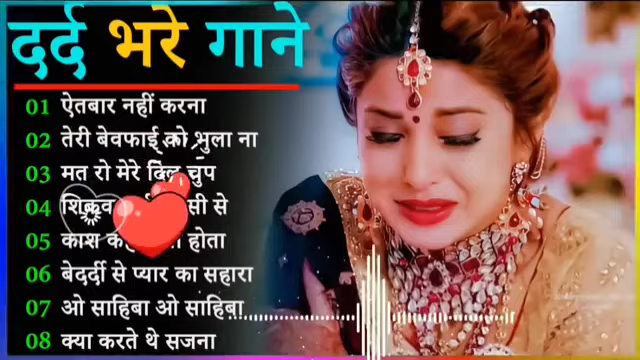 दर्द भरे गाने
01 ऐतबार नहीं करना
02 तेरी बेवफाई को भुला ना
03 मत रो मेरे दिल चुप
04 से
05 काश होता
06 बेदर्दी से प्यार का सहारा
07 ओ साहिबा ओ साहिबा
08 क्या करते थे सजना